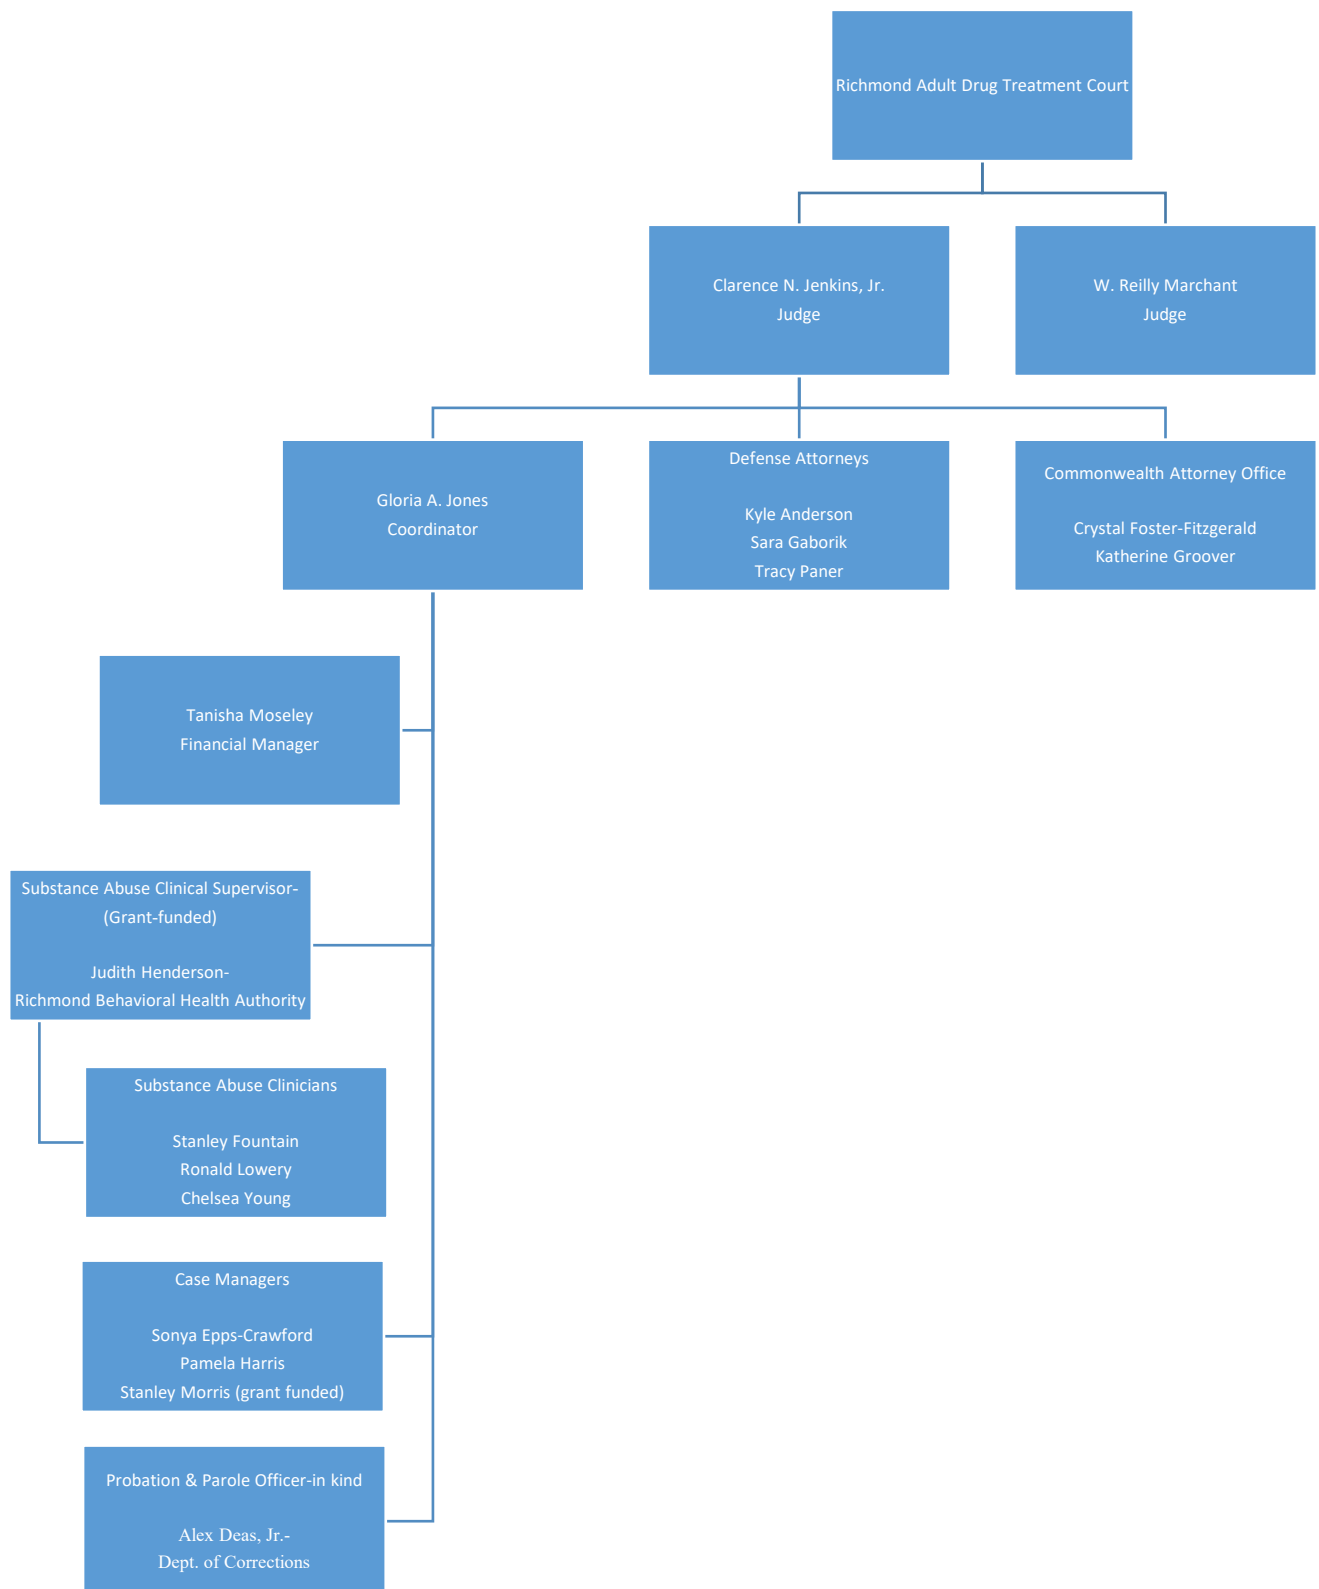 Richmond Adult Drug Treatment Court
Clarence N. Jenkins, Jr.
Judge
W. Reilly Marchant
Judge
Gloria A. Jones
Coordinator
Defense Attorneys
Kyle Anderson
Sara Gaborik
Tracy Paner
Commonwealth Attorney Office
Crystal Foster-Fitzgerald
Katherine Groover
Tanisha Moseley
Financial Manager
Substance Abuse Clinical Supervisor-
(Grant-funded)
Judith Henderson-
Richmond Behavioral Health Authority
Substance Abuse Clinicians
Stanley Fountain
Ronald Lowery
Chelsea Young
Case Managers
Sonya Epps-Crawford
Pamela Harris
Stanley Morris (grant funded)
Probation & Parole Officer-in kind
Alex Deas, Jr.-
Dept. of Corrections